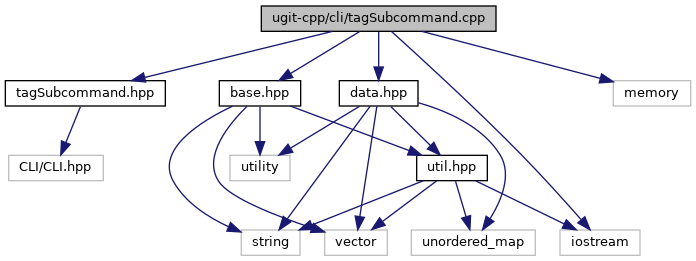 ugit-cpp/cli/tagSubcommand.cpp
tagSubcommand.hpp
base.hpp
data.hpp
memory
CLI/CLI.hpp
utility
util.hpp
string
vector
unordered_map
iostream